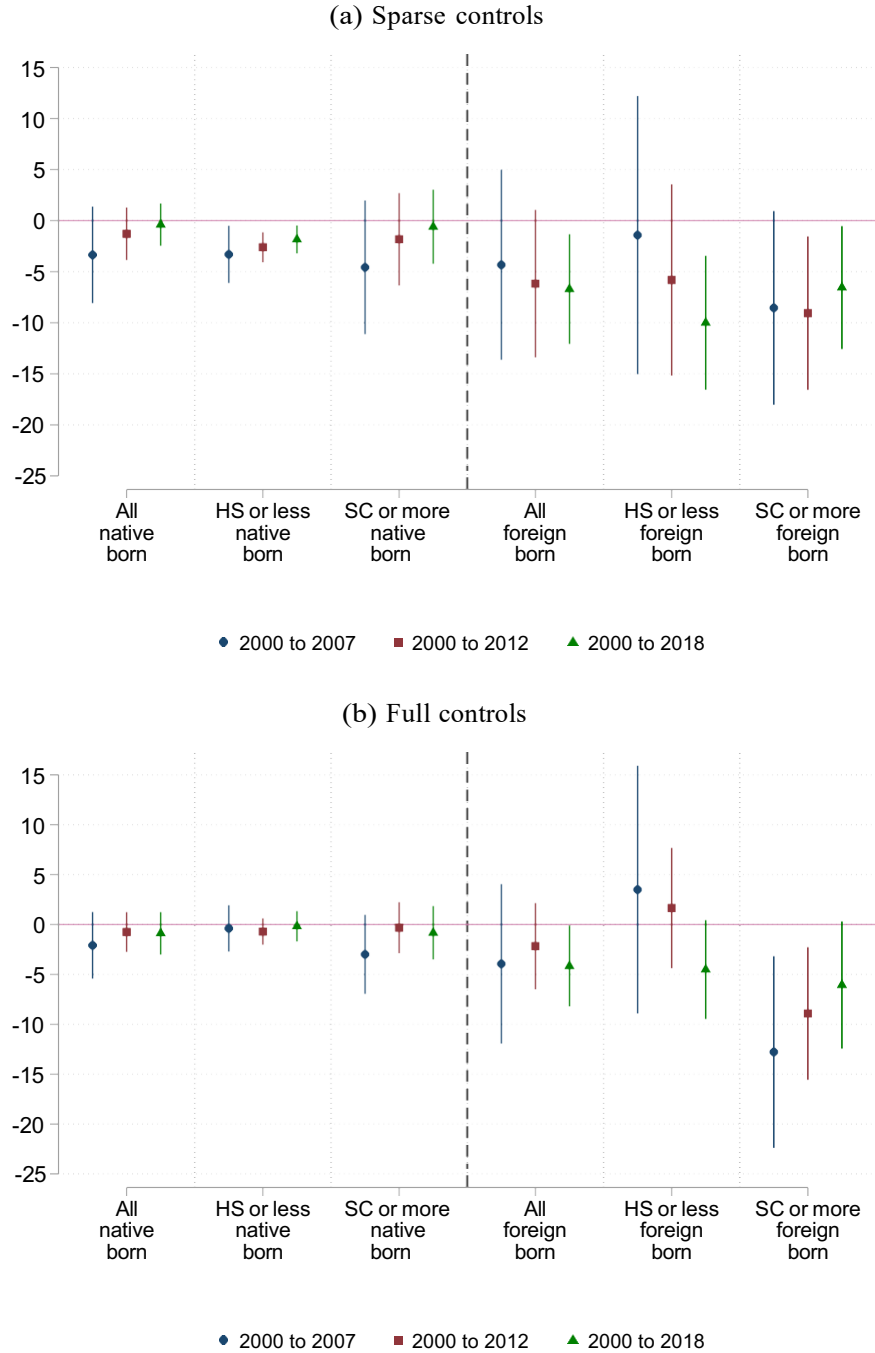 (a) Sparse controls
15
10
5
0
-5
-10
-15
-20
-25
All
native
born
HS or less
native
born
SC or more
native
born
All
foreign
born
HS or less
foreign
born
SC or more
foreign
born
2000 to 2007
2000 to 2012
2000 to 2018
(b) Full controls
15
10
5
0
-5
-10
-15
-20
-25
All
native
born
HS or less
native
born
SC or more
native
born
All
foreign
born
HS or less
foreign
born
SC or more
foreign
born
2000 to 2007
2000 to 2012
2000 to 2018